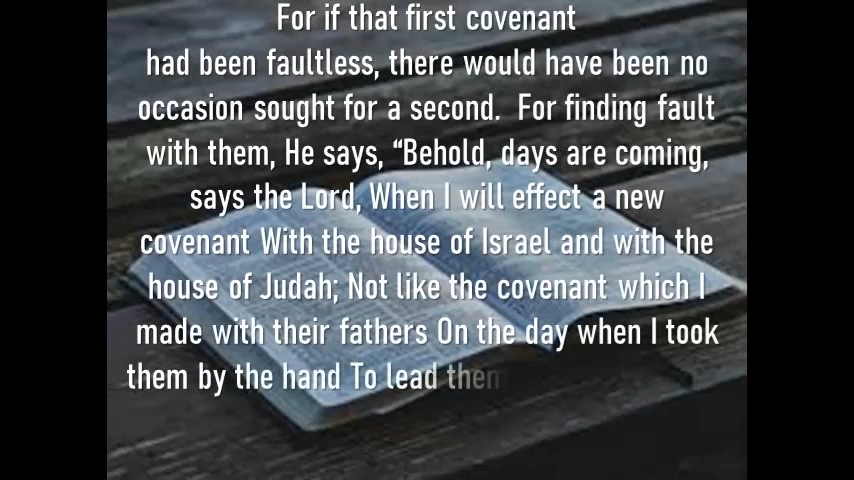 For if that first covenant
had been faultless, there would have been no
occasion sought for a second. For finding fault
with them, He says, “Behold, days are coming,
says the Lord, When I will effect a new
covenant With the house of Israel and with the
house of Judah; Not like the covenant which I
made with their fathers On the day when I took
them by the hand To lead them